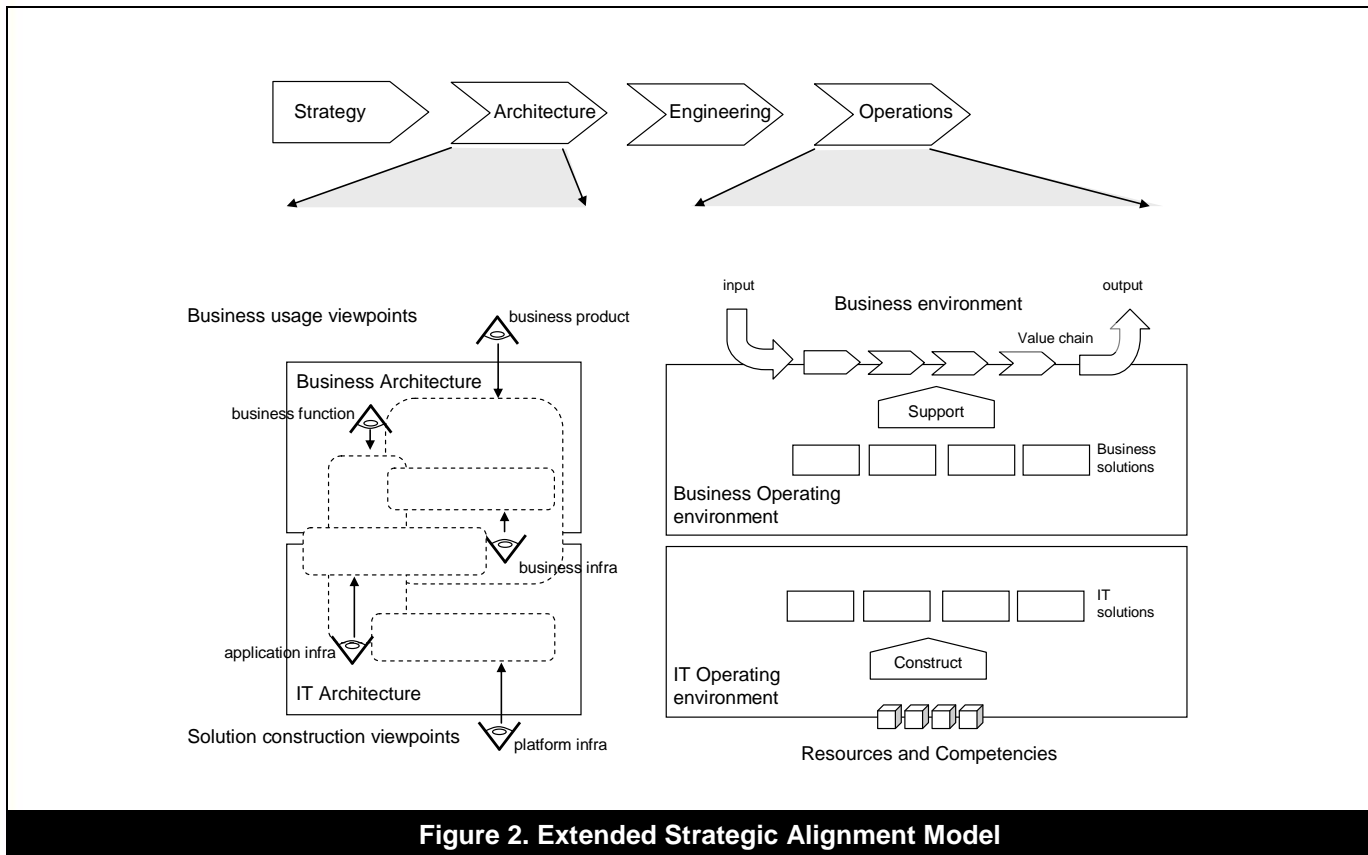 Strategy
Architecture
Engineering
Operations
Business usage viewpoints
business product
Business Architecture
business function
business infra
application infra
IT Architecture
Solution construction viewpoints
platform infra
input
Business environment
output
Value chain
Support
Business
solutions
Business Operating
environment
IT
solutions
Construct
IT Operating
environment
Resources and Competencies
Figure 2. Extended Strategic Alignment Model